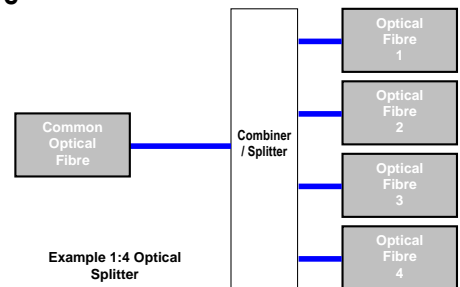 Optical
Fibre
1
Optical
Fibre
2
Common
Optical
Fibre
Combiner
/ Splitter
Optical
Fibre
3
Example 1:4 Optical
Splitter
Optical
Fibre
4